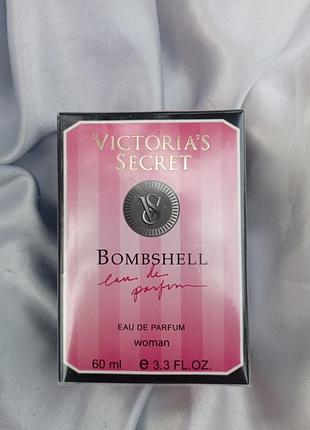 VICTORIA'S
SECRET
VS
BOMBSHELL
eau de
parfum
EAU DE PARFUM
woman
60 ml e 3.3 FL.OZ.